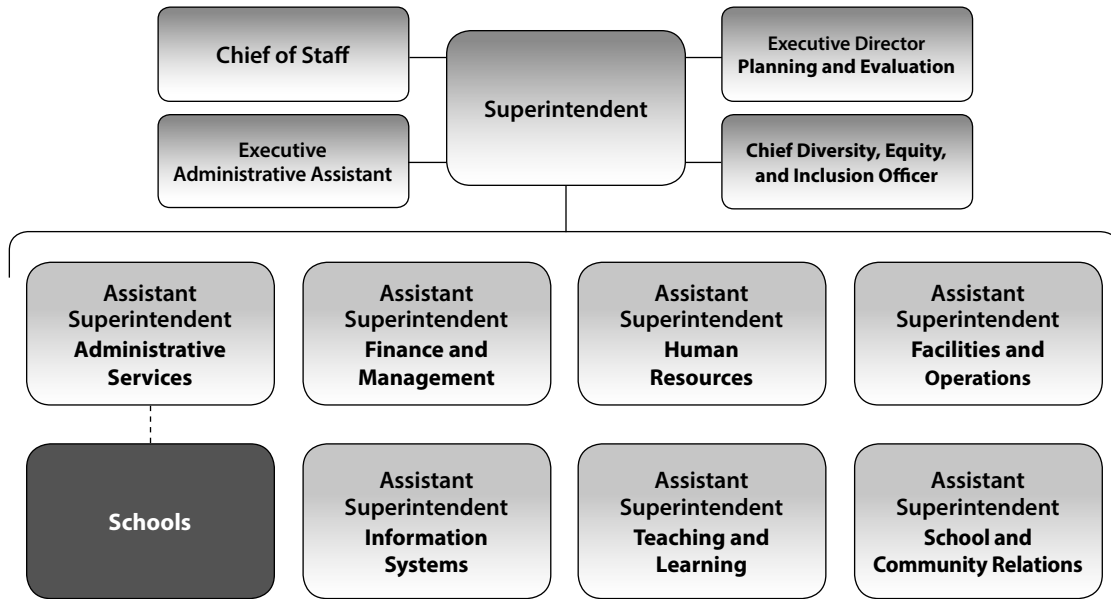 Chief of Staff
Executive Director
Planning and Evaluation
Superintendent
Executive
Administrative Assistant
Chief Diversity, Equity,
and Inclusion Officer
Assistant
Superintendent
Administrative
Services
Assistant
Superintendent
Finance and
Management
Assistant
Superintendent
Human
Resources
Assistant
Superintendent
Facilities and
Operations
Schools
Assistant
Superintendent
Information
Systems
Assistant
Superintendent
Teaching and
Learning
Assistant
Superintendent
School and
Community Relations